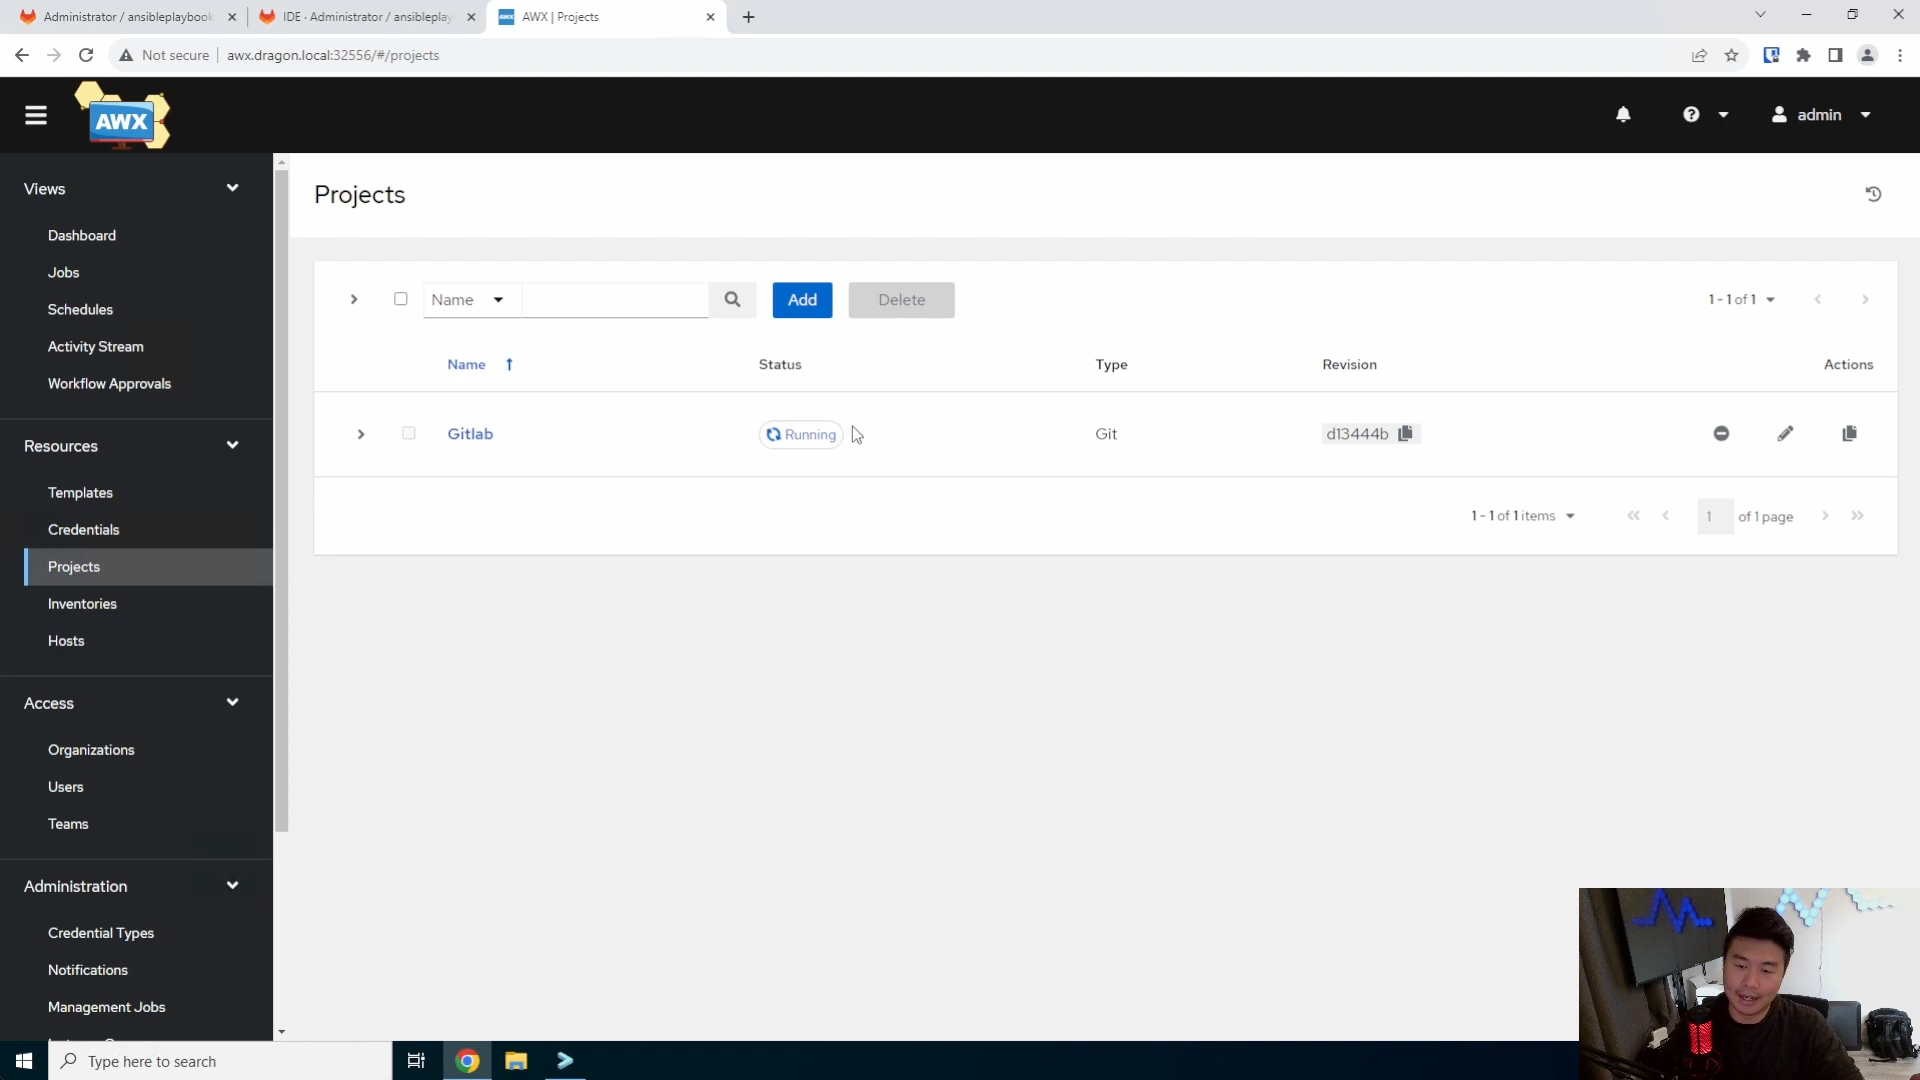 Administrator / ansibleplaybook
IDE · Administrator / ansibleplay
AWX | Projects
Not secure
awx.dragon.local:32556/#/projects
AWX
admin
Views
Dashboard
Jobs
Schedules
Activity Stream
Workflow Approvals
Resources
Templates
Credentials
Projects
Inventories
Hosts
Access
Organizations
Users
Teams
Administration
Credential Types
Notifications
Management Jobs
Projects
Name
Add
Delete
1 - 1 of 1
Name
Status
Type
Revision
Actions
Gitlab
Running
Git
d13444b
1 - 1 of 1 items
1
of 1 page
Type here to search